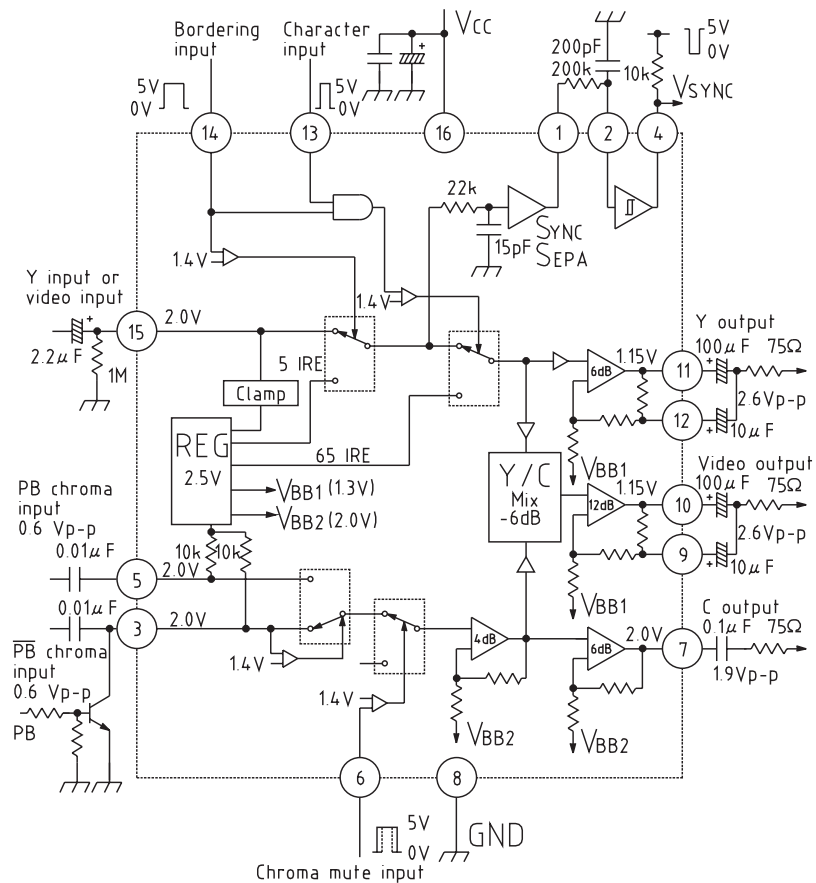 Bordering input
Character input
VCC
+
5V
0V
5V
0V
200pF
200k
10k
5V
0V
VSYNC
14
13
16
1
2
4
22k
15pF
SYNC SEPA
1.4V
1.4V
Y input or video input
+
2.2μF
1M
15
2.0V
5 IRE
Clamp
REG
2.5V
65 IRE
VBB1 (1.3V)
VBB2 (2.0V)
10k
10k
Y output
100μF
75Ω
1.15V
6dB
11
+
2.6Vp-p
12
+
10μF
VBB1
Y/C
Mix
-6dB
Video output
100μF
75Ω
1.15V
12dB
10
+
2.6Vp-p
9
+
10μF
VBB1
PB chroma input
0.6 Vp-p
0.01μF
5
2.0V
0.01μF
3
2.0V
PB chroma input
0.6 Vp-p
PB
1.4V
1.4V
4dB
VBB2
6dB
2.0V
VBB2
C output
7
0.1μF
75Ω
1.9Vp-p
6
8
5V
0V
GND
Chroma mute input